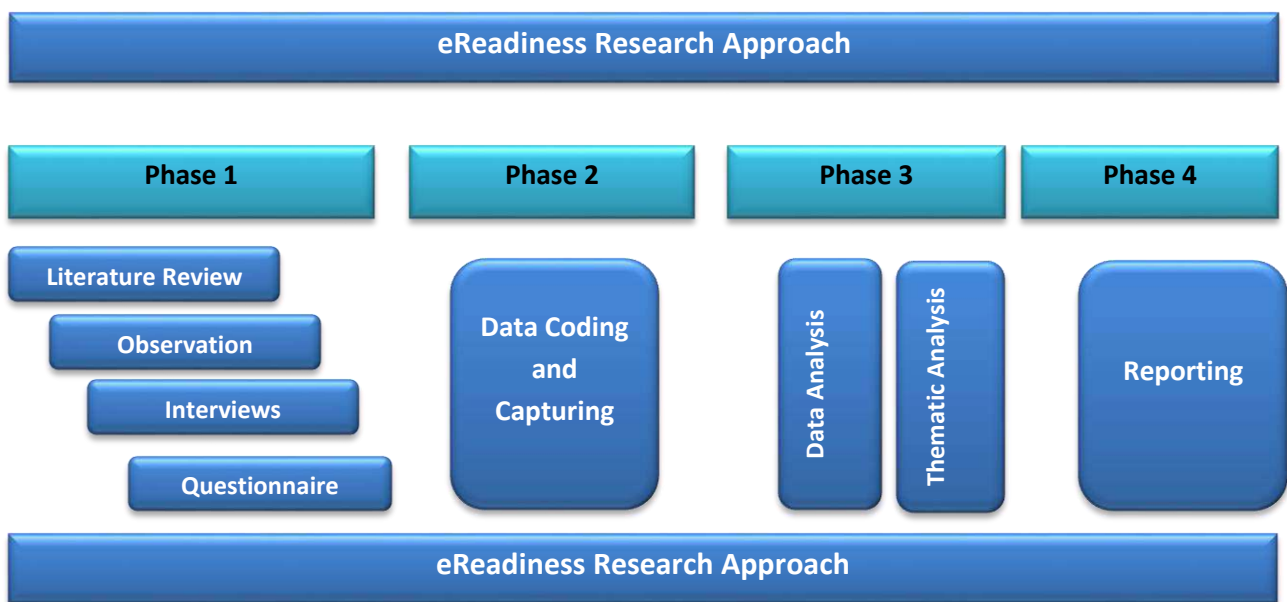 eReadiness Research Approach
Phase 1
Phase 2
Phase 3
Phase 4
Literature Review
Observation
Interviews
Questionnaire
Data Coding
and
Capturing
Data Analysis
Thematic Analysis
Reporting
eReadiness Research Approach